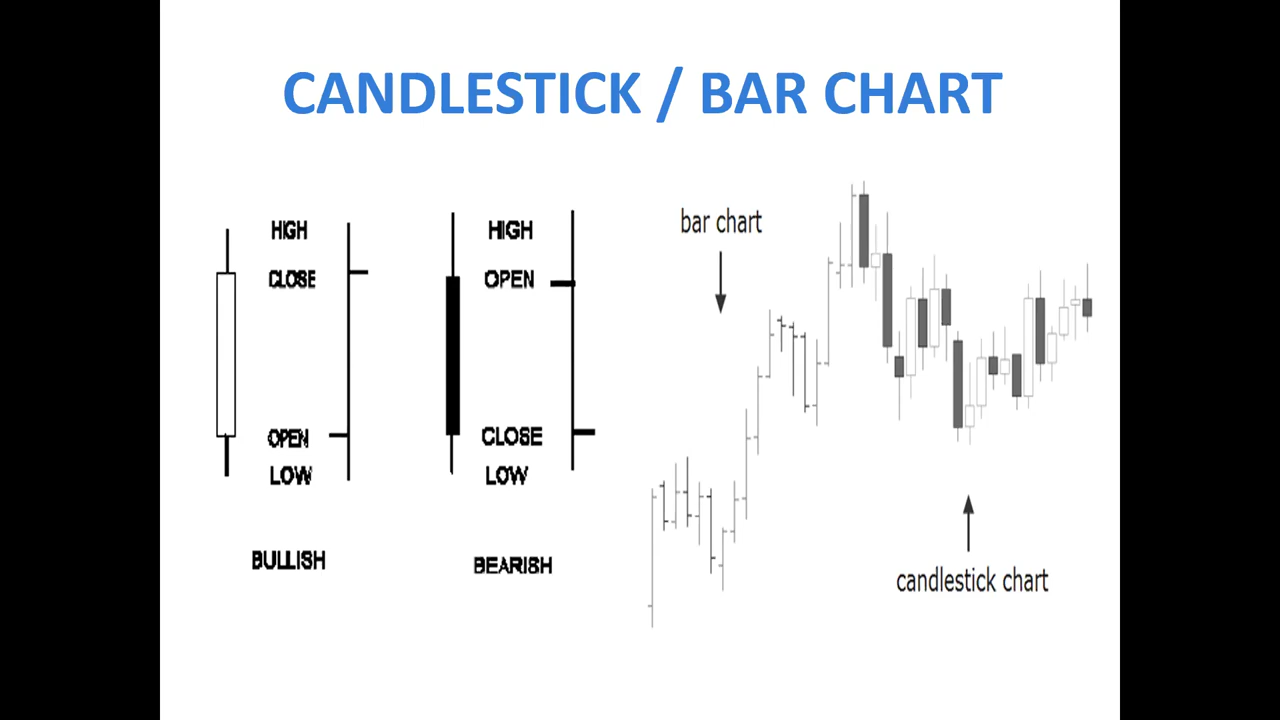 CANDLESTICK / BAR CHART
HIGH
CLOSE
OPEN
LOW
BULLISH
HIGH
OPEN
CLOSE
LOW
BEARISH
bar chart
candlestick chart